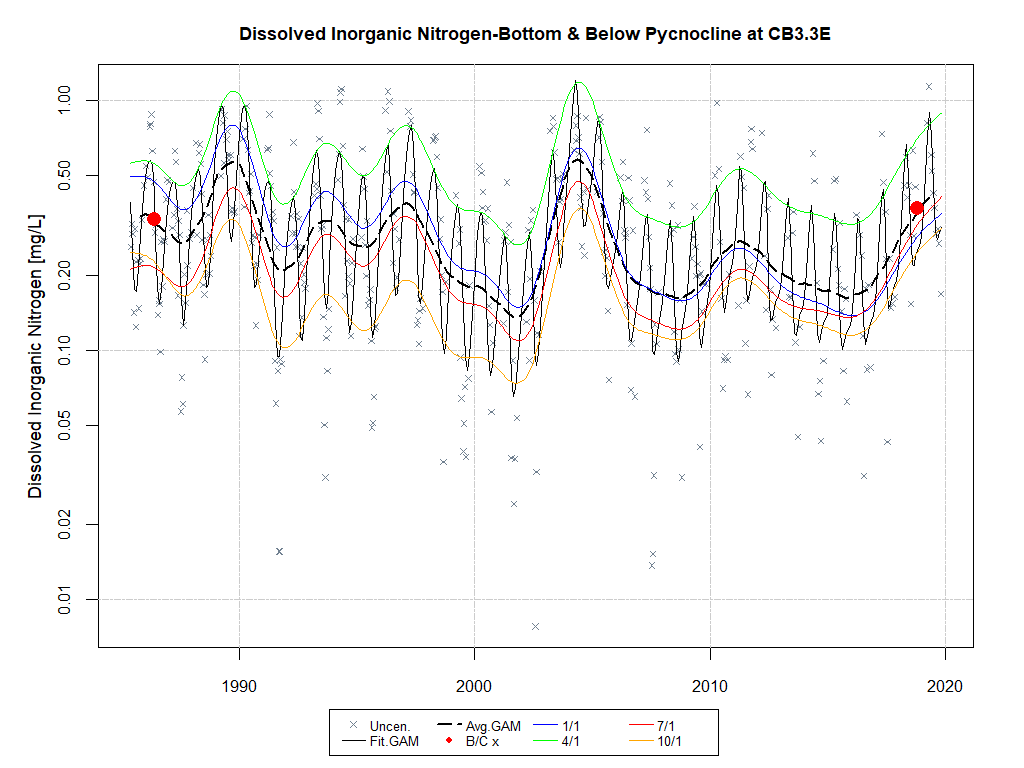 Dissolved Inorganic Nitrogen-Bottom & Below Pycnocline at CB3.3E
Dissolved Inorganic Nitrogen [mg/L]
1.00
0.50
0.20
0.10
0.05
0.02
0.01
1990 2000 2010 2020
Uncen. Avg.GAM 1/1 7/1
Fit.GAM B/C x 4/1 10/1